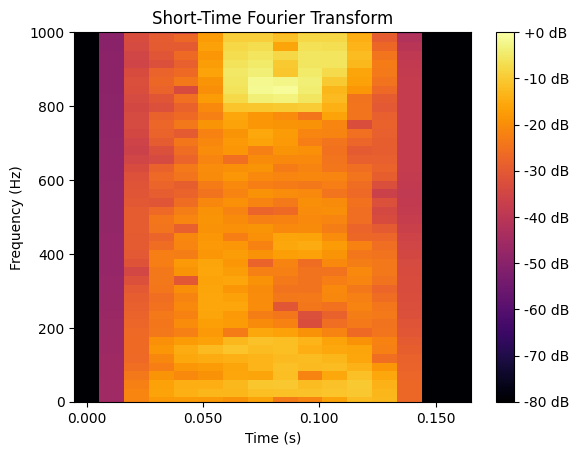 Short-Time Fourier Transform
Frequency (Hz)
1000
800
600
400
200
0
0.000
0.050
0.100
0.150
Time (s)
+0 dB
-10 dB
-20 dB
-30 dB
-40 dB
-50 dB
-60 dB
-70 dB
-80 dB